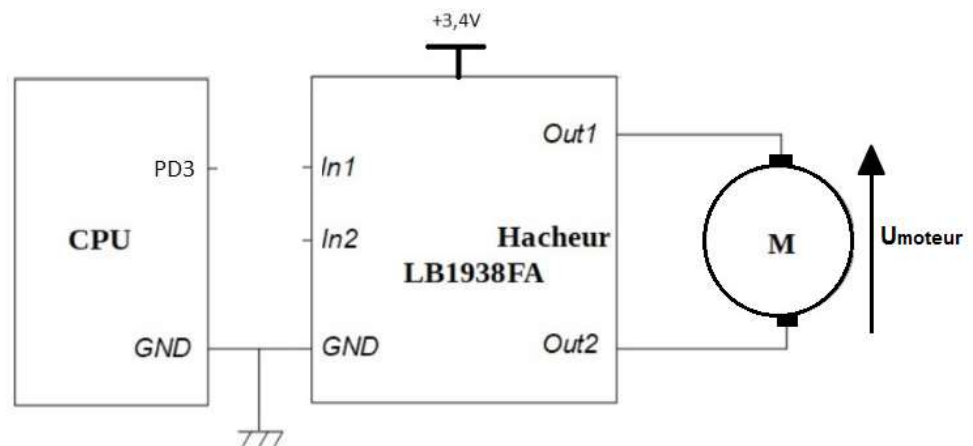 +3,4V
Out1
PD3
In1
CPU
In2
Hacheur
LB1938FA
M
Umoteur
GND
GND
Out2